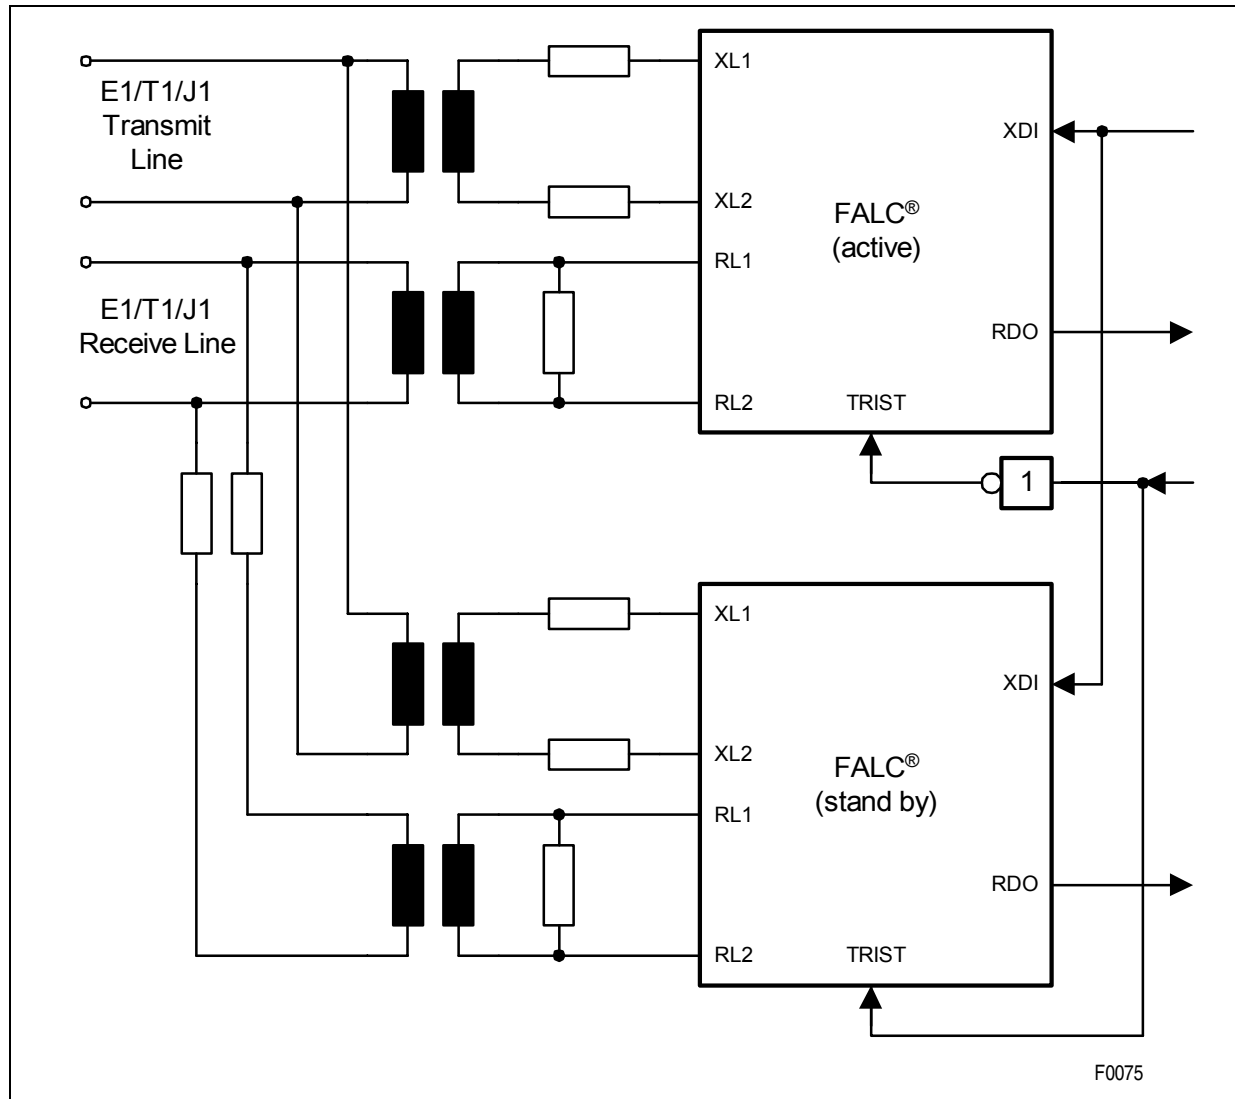 E1/T1/J1
Transmit
Line
E1/T1/J1
Receive Line
XL1
XL2
RL1
RL2
XDI
RDO
TRIST
FALC®
(active)
1
XL1
XL2
RL1
RL2
XDI
RDO
TRIST
FALC®
(stand by)
F0075